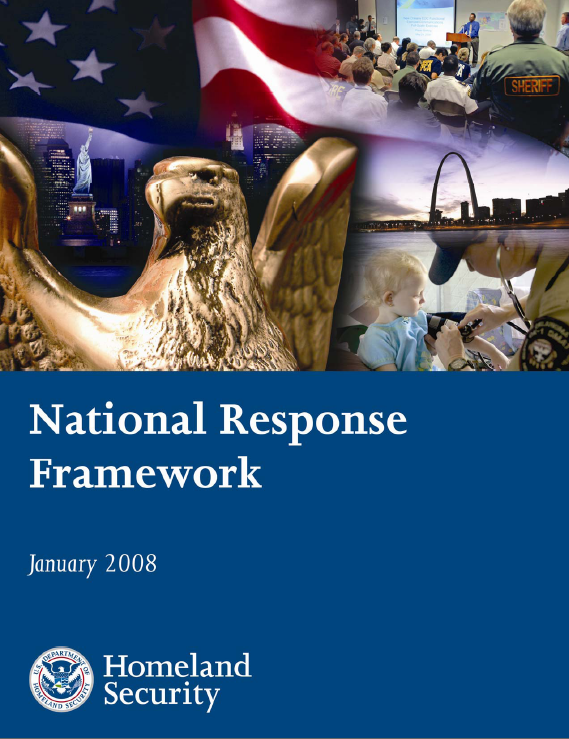 SHERIFF
National Response
Framework
January 2008
U.S. DEPARTMENT OF
HOMELAND SECURITY
Homeland
Security